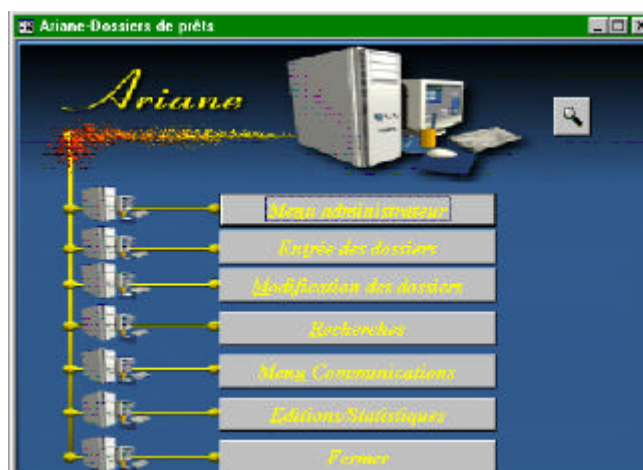 Ariane-Dossiers de prêts
Ariane
Menu administrateur
Entrée des dossiers
Modification des dossiers
Recherches
Menu Communications
Editions/Statistiques
Fermer